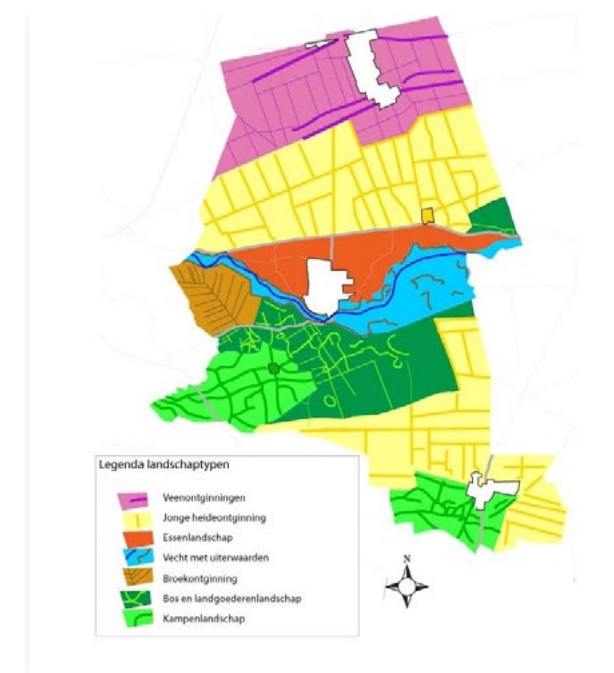 Legenda landschaptypen
Veenontginningen
Jonge heideontginning
Essenlandschap
Vecht met uiterwaarden
Broekontginning
Bos en landgoederenlandschap
Kampenlandschap
N